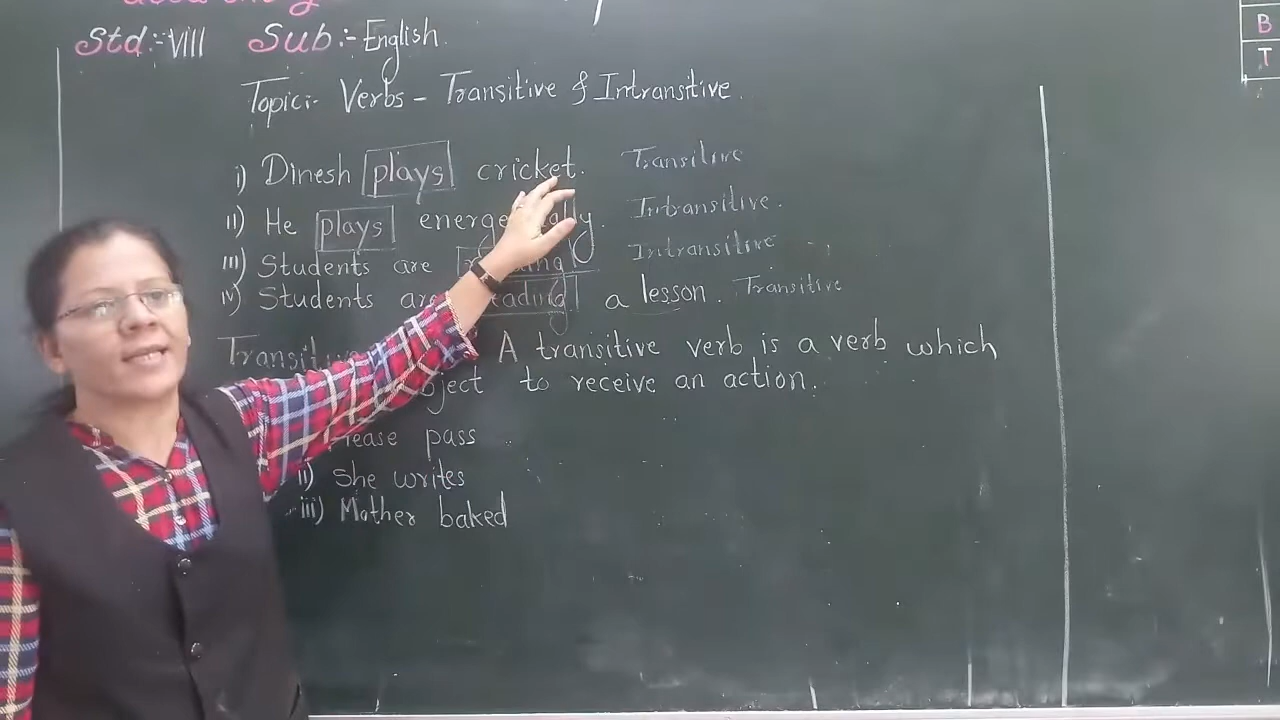 Std:- VIII Sub:- English.
Topic:- Verbs - Transitive & Intransitive.
i) Dinesh plays cricket. Transitive
ii) He plays Intransitive.
iii) Students are Intransitive
iv) Students are a lesson. Transitive
A transitive verb is a verb which
to receive an action.
pass
ii) She writes
iii) Mother baked
B
T